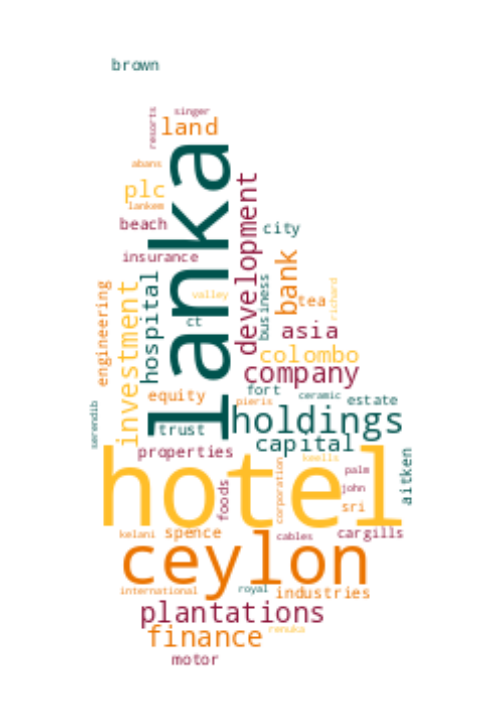 brown
singer
resorts
land
abans
lanka
plc
lankem
development
beach
city
insurance
bank
hospital
business
engineering
investment
valley
tea
richard
ct
asia
colombo
company
fort
equity
pieris
ceramic
estate
serendib
trust
holdings
capital
properties
hotel
keells
palm
aitken
corporation
foods
john
sri
kelani
spence
cables
cargills
ceylon
international
royal
industries
plantations
renuka
finance
motor